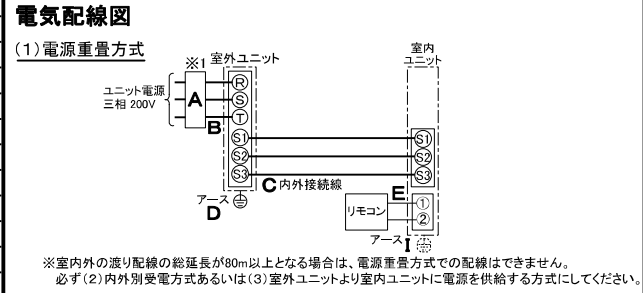 電気配線図
(1)電源重畳方式
※1 室外ユニット
室内
ユニット
ユニット電源
三相 200V
A
B
R
S
T
S1
S2
S3
S1
S2
S3
C 内外接続線
アース
D
リモコン
E
①
②
アース I
※室内外の渡り配線の総延長が80m以上となる場合は、電源重畳方式での配線はできません。
必ず(2)内外別受電方式あるいは(3)室外ユニットより室内ユニットに電源を供給する方式にしてください。